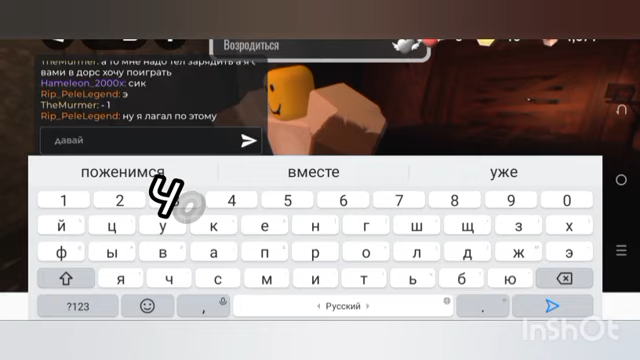 Возродиться
TheMurmer: а то мне надо тел зарядить а я с
вами в дорс хочу поиграть
Hameleon_2000x: сик
Rip_PeleLegend: э
TheMurmer: - 1
Rip_PeleLegend: ну я лагал по этому
давай
поженимся вместе уже
Чо
1 2 3 4 5 6 7 8 9 0
й ц у к е н г ш щ з х
ф ы в а п р о л д ж э
я ч с м и т ь б ю
?123 , Русский .
InShOt